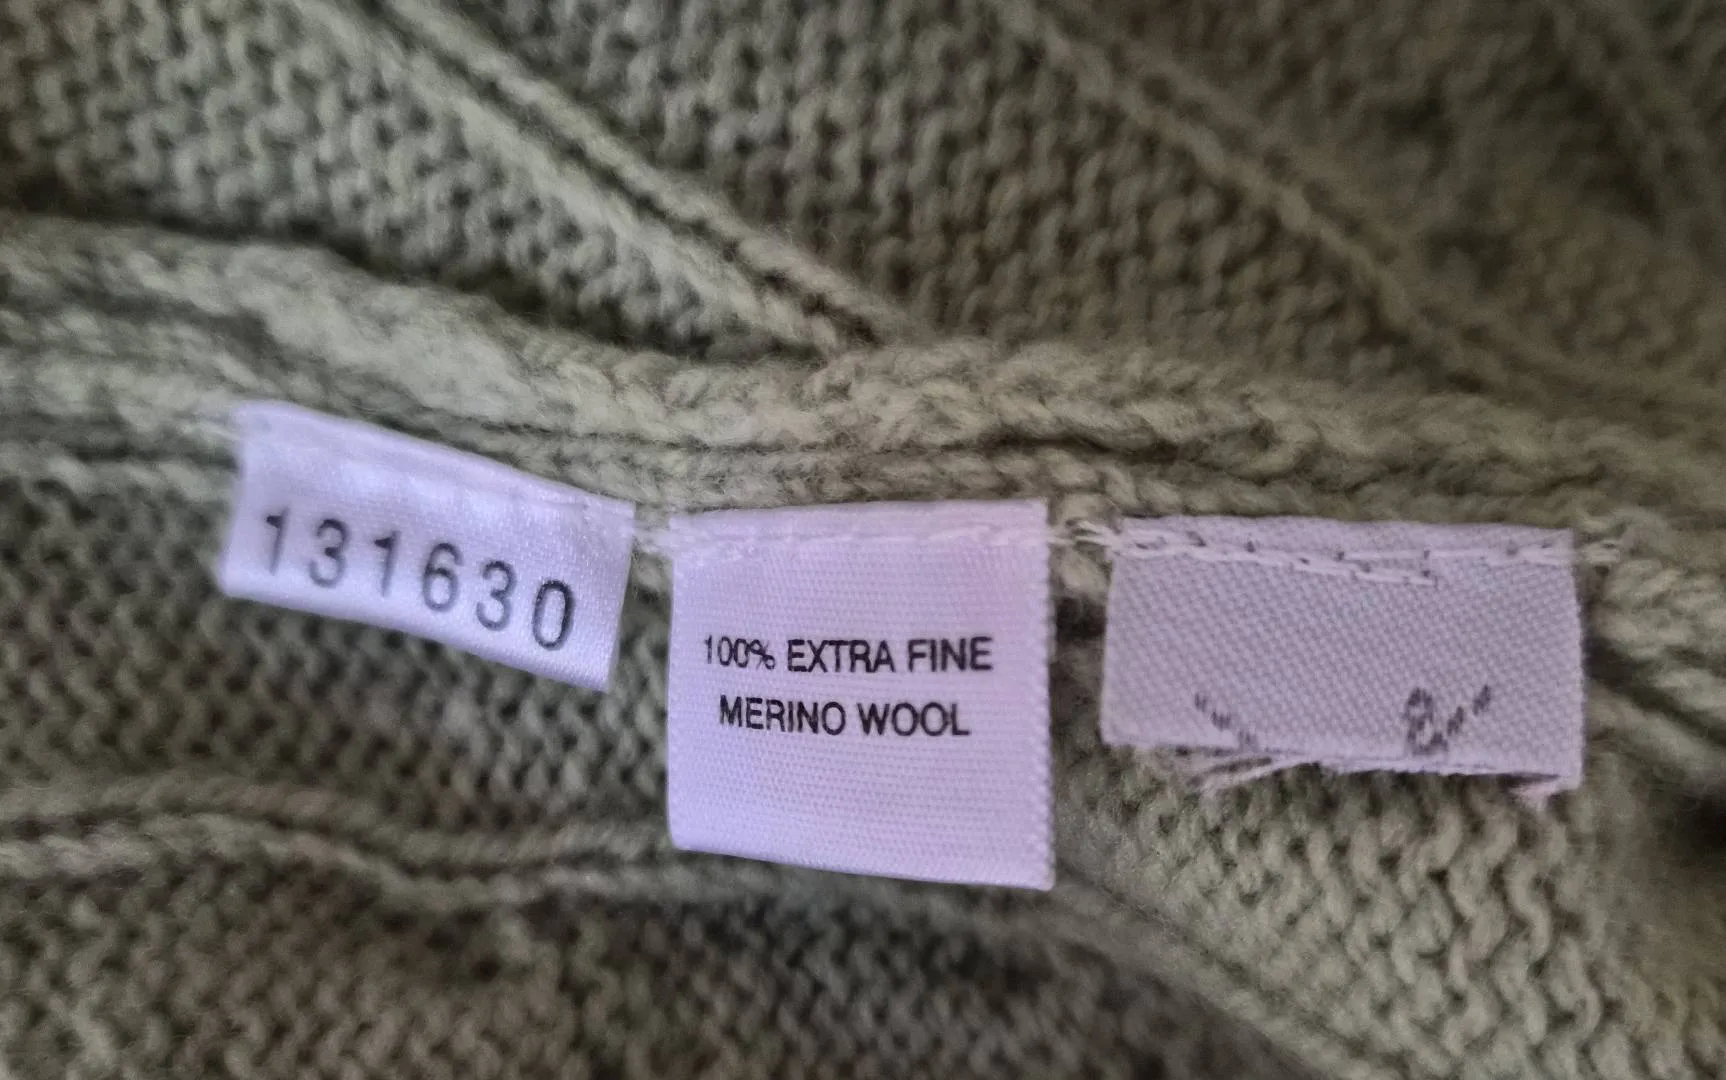 131630
100% EXTRA FINE
MERINO WOOL